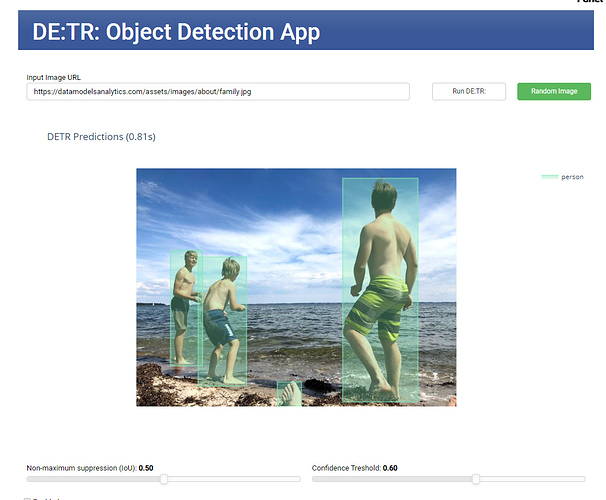 DE:TR: Object Detection App
Input Image URL
https://datamodelsanalytics.com/assets/images/about/family.jpg
Run DE:TR:
Random Image
DETR Predictions (0.81s)
person
Non-maximum suppression (IoU): 0.50
Confidence Treshold: 0.60